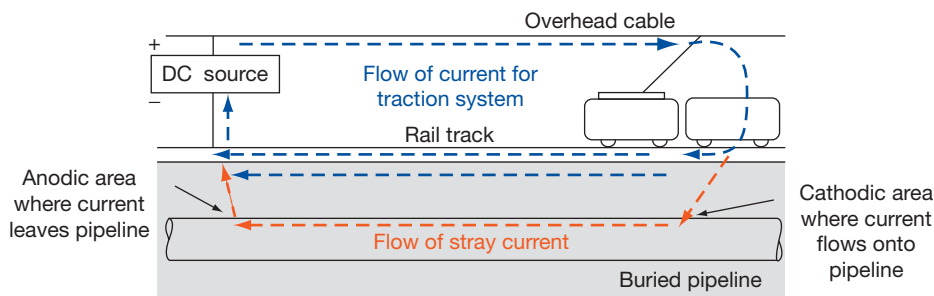 Overhead cable
+
DC source
−
Flow of current for
traction system
Rail track
Anodic area
where current
leaves pipeline
Cathodic area
where current
flows onto
pipeline
Flow of stray current
Buried pipeline